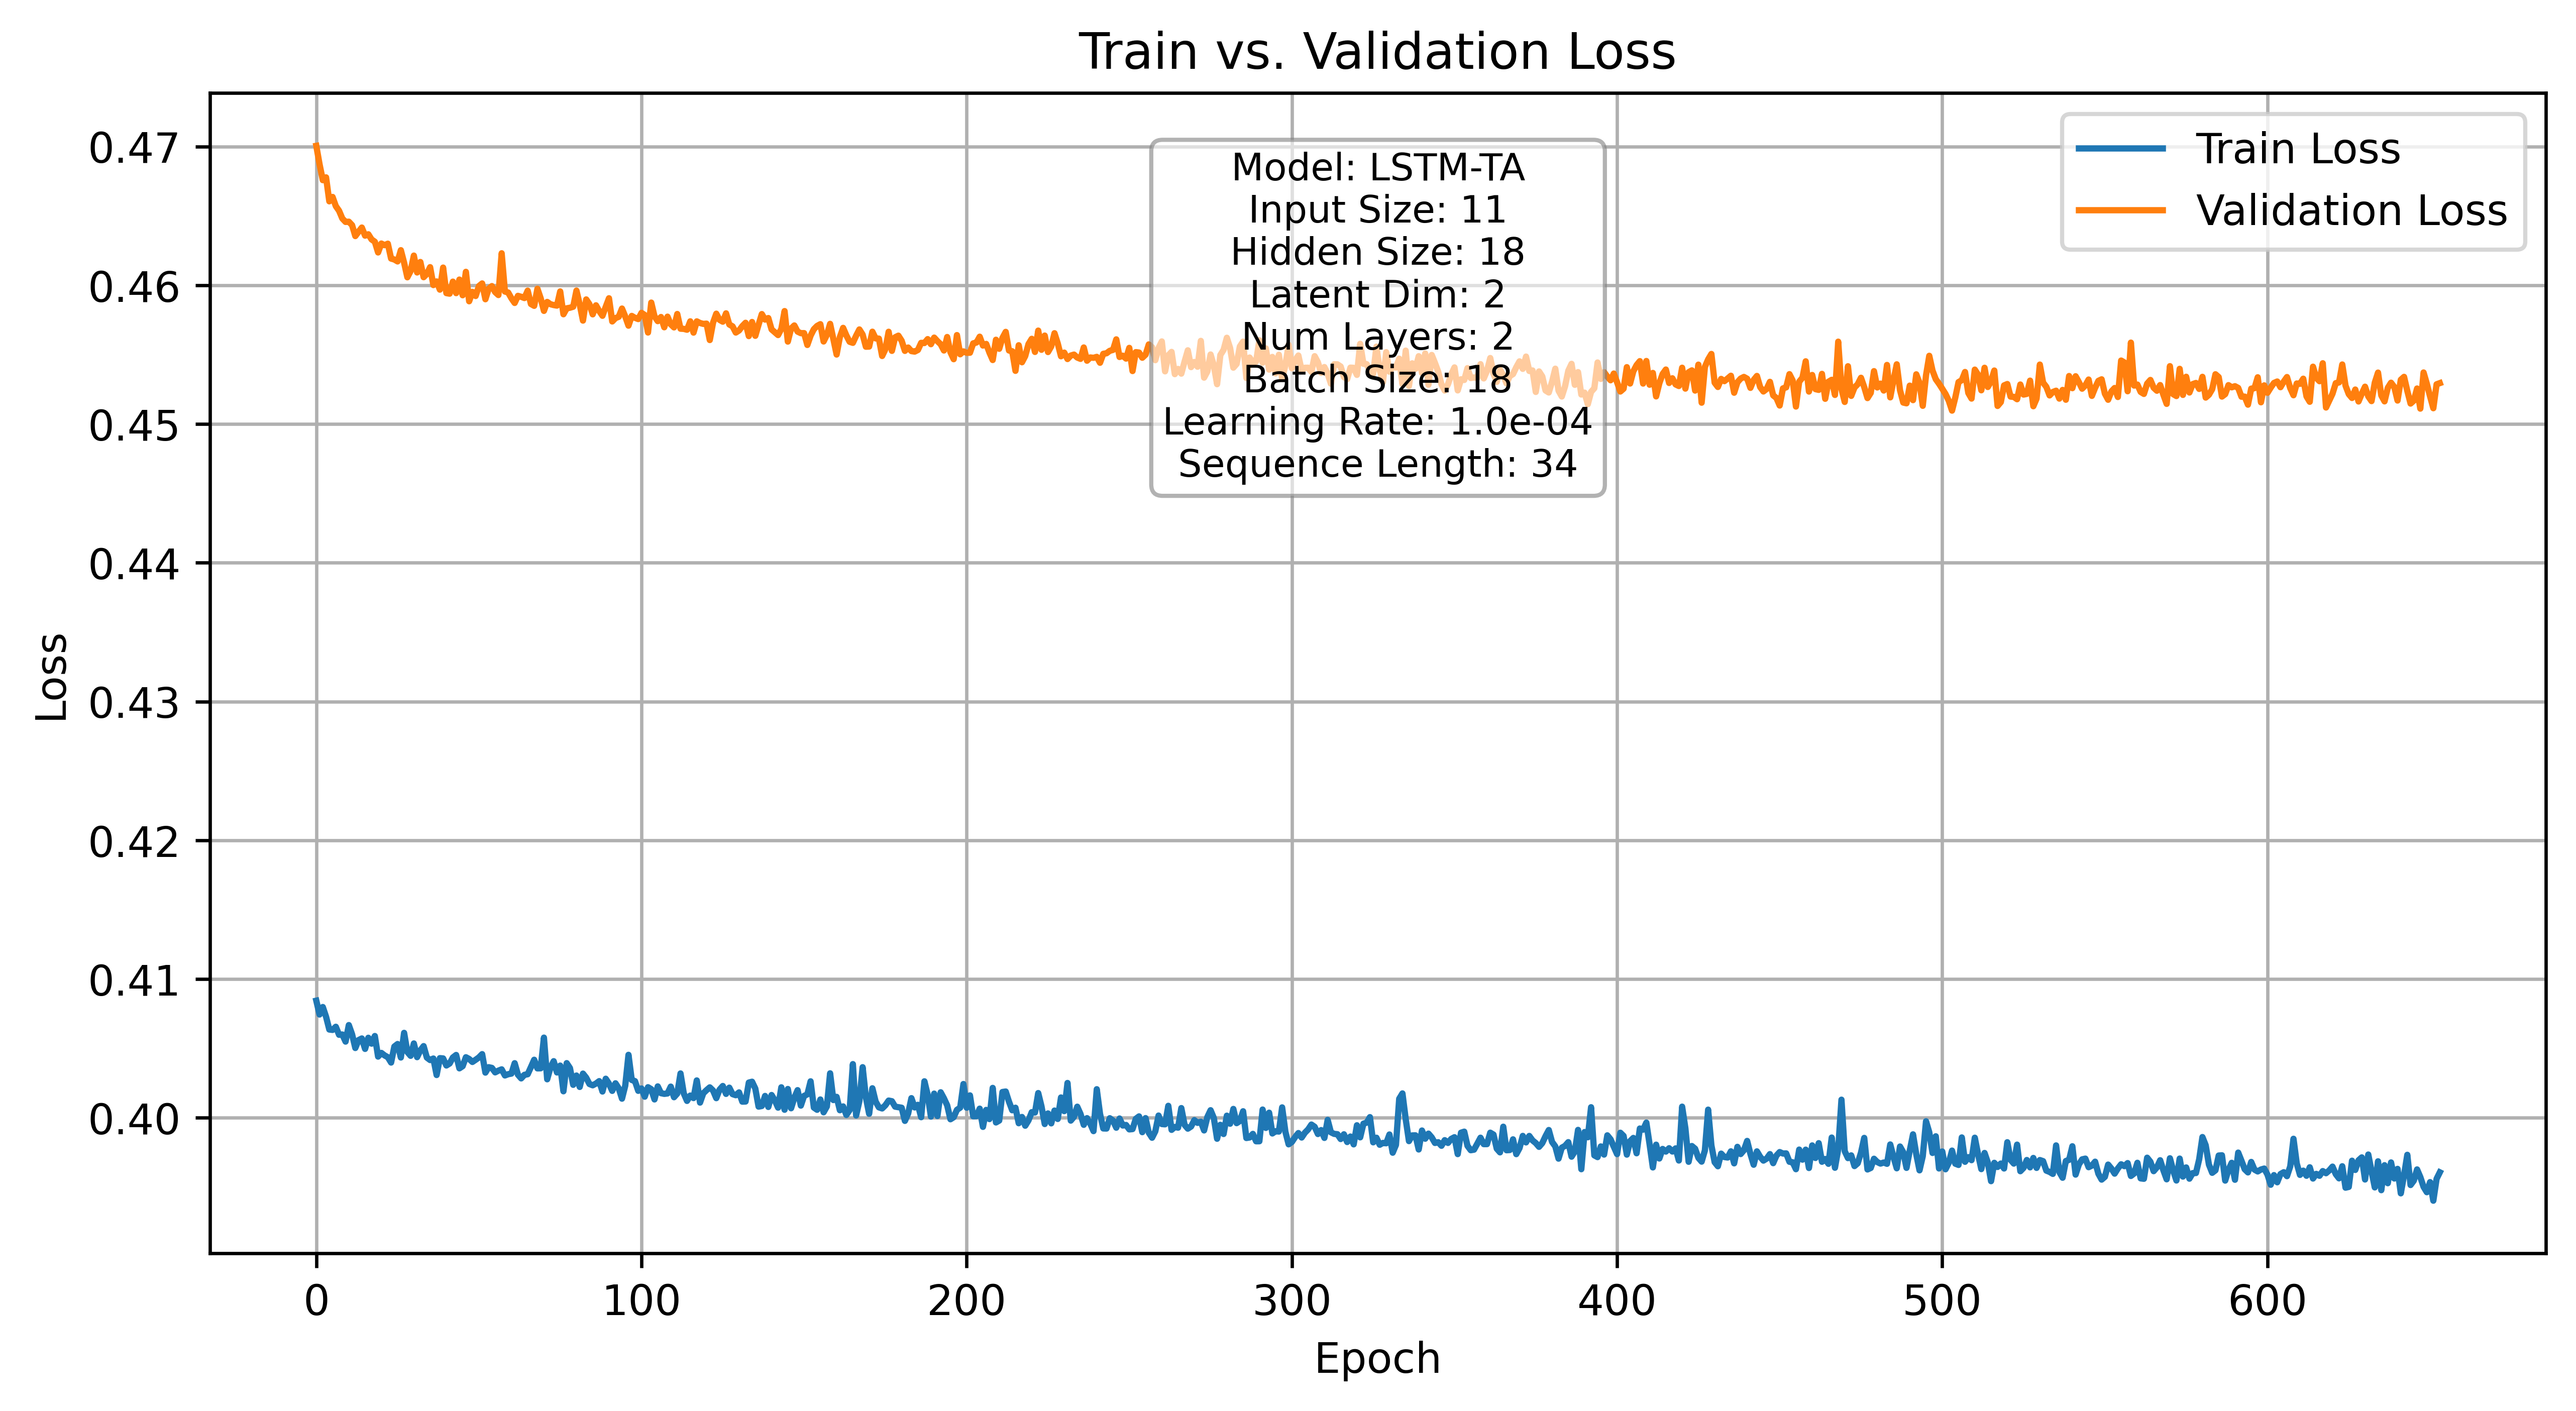 Train vs. Validation Loss
Train Loss
Validation Loss
Model: LSTM-TA
Input Size: 11
Hidden Size: 18
Latent Dim: 2
Num Layers: 2
Batch Size: 18
Learning Rate: 1.0e-04
Sequence Length: 34
Loss
0.47
0.46
0.45
0.44
0.43
0.42
0.41
0.40
0 100 200 300 400 500 600
Epoch